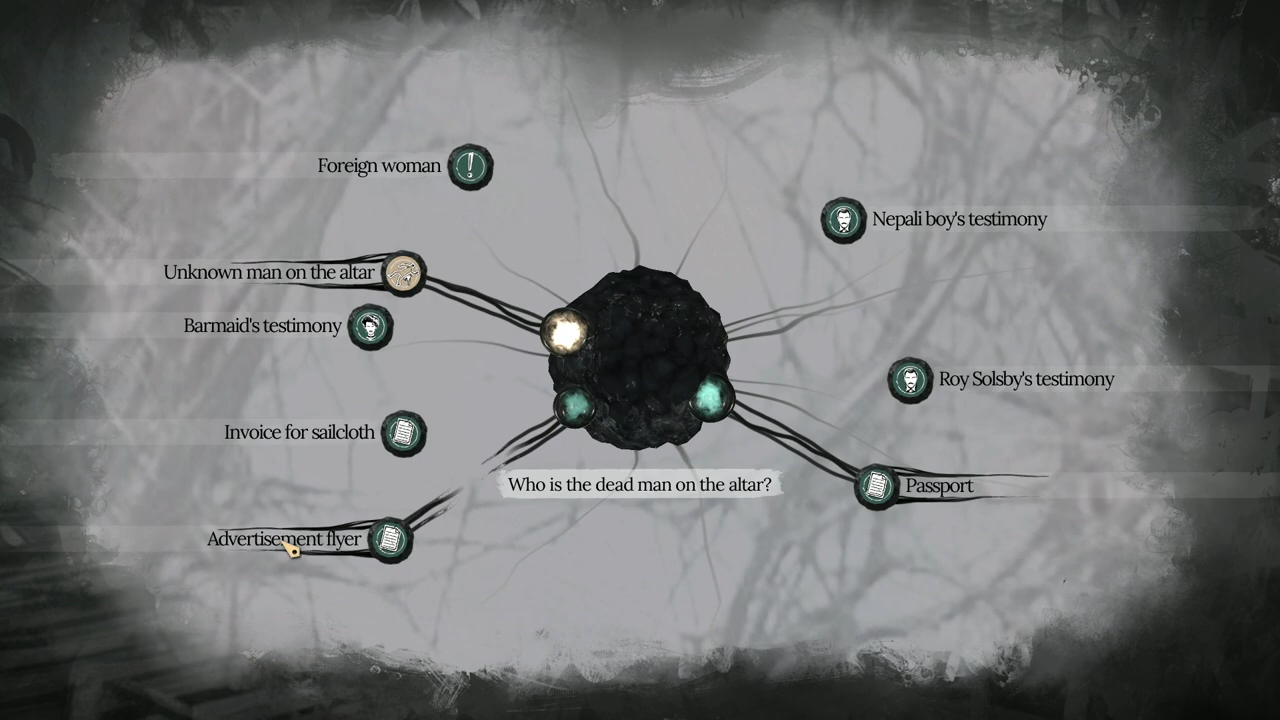 Foreign woman
Nepali boy's testimony
Unknown man on the altar
Barmaid's testimony
Roy Solsby's testimony
Invoice for sailcloth
Who is the dead man on the altar?
Passport
Advertisement flyer